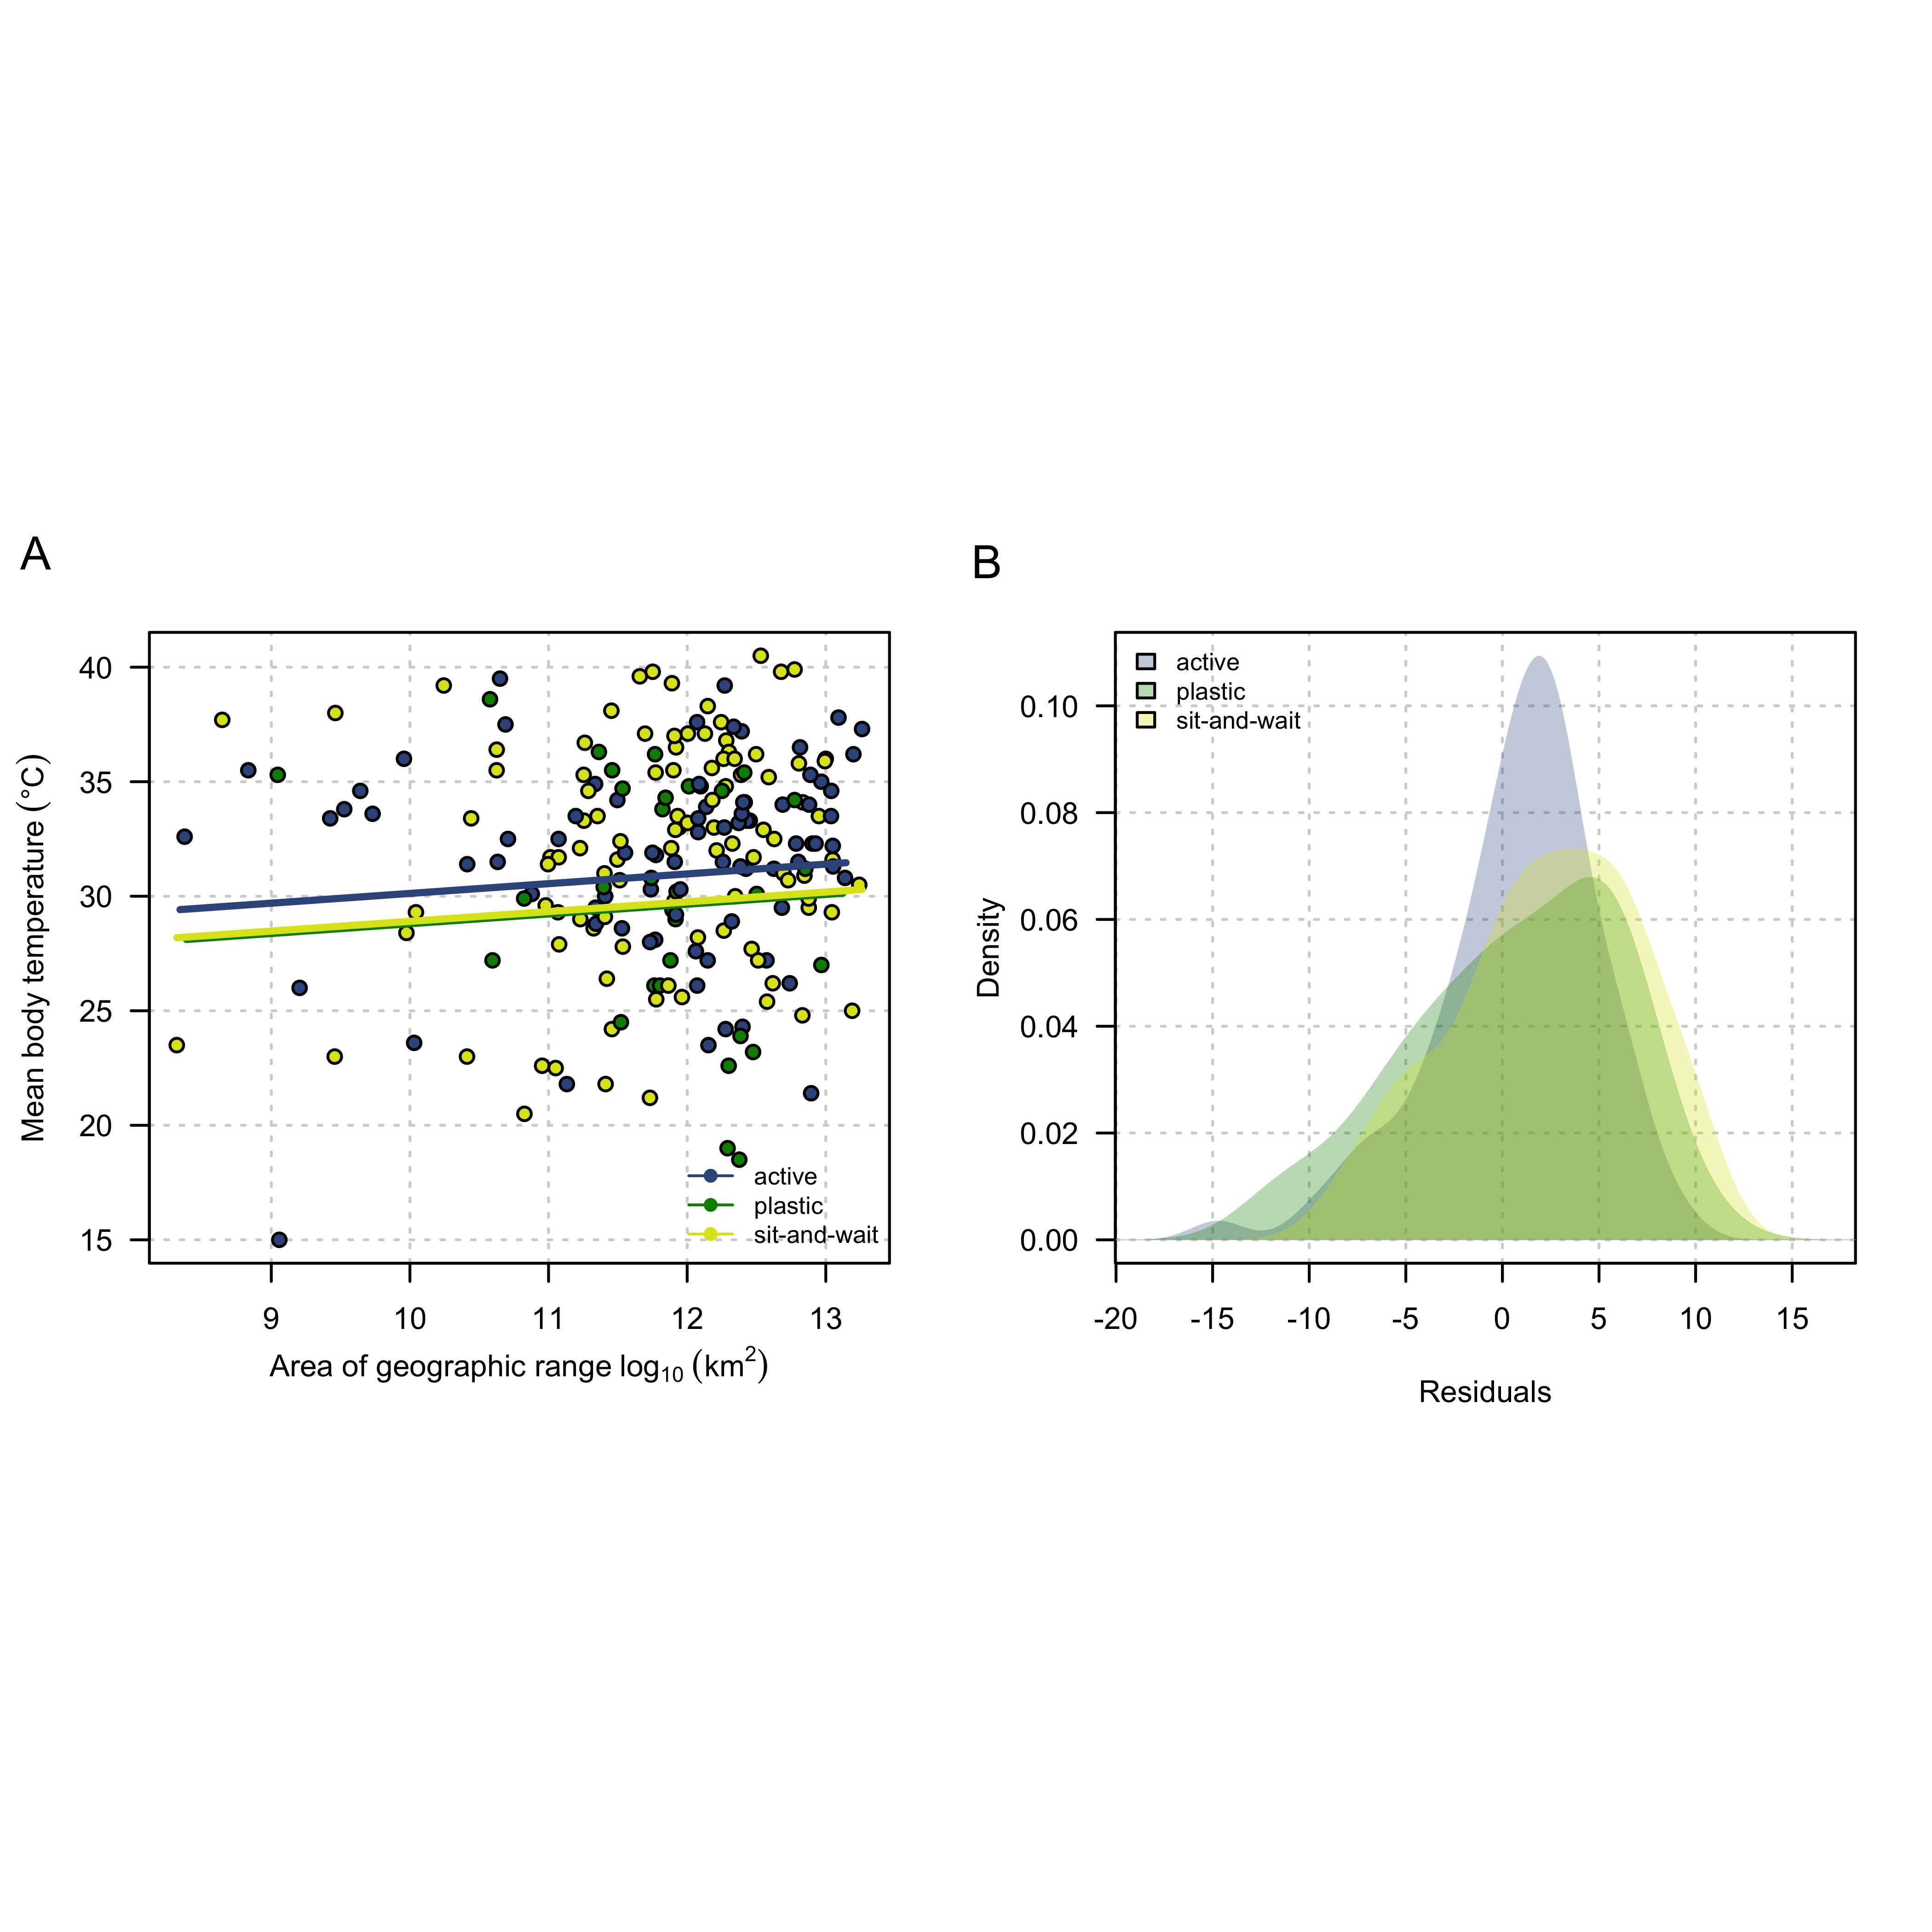 A
40
35
30
25
20
15
Mean body temperature (°C)
active
plastic
sit-and-wait
9 10 11 12 13
Area of geographic range log₁₀ (km²)
B
active
plastic
sit-and-wait
0.10
0.08
0.06
0.04
0.02
0.00
Density
-20 -15 -10 -5 0 5 10 15
Residuals